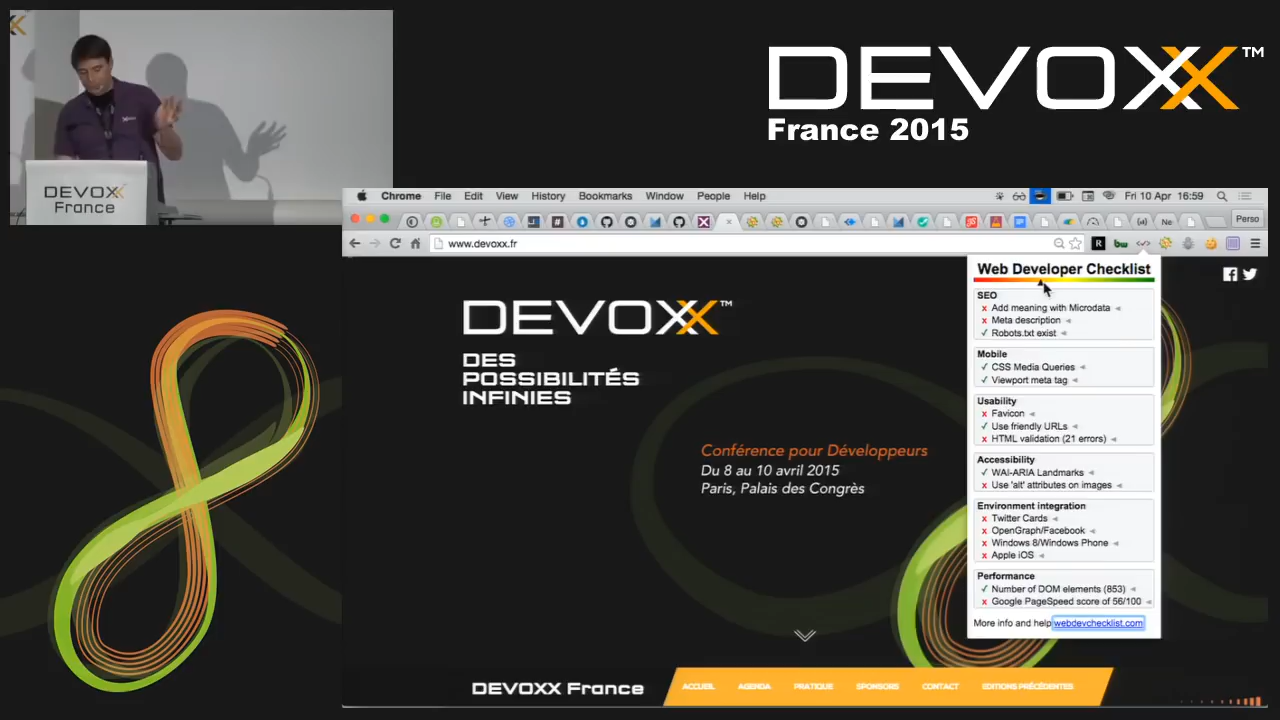 DEVOXX™
France 2015
DEVOXX
France
Chrome File Edit View History Bookmarks Window People Help
Fri 10 Apr 16:59
Perso
www.devoxx.fr
DEVOXX™
DES
POSSIBILITÉS
INFINIES
Conférence pour Développeurs
Du 8 au 10 avril 2015
Paris, Palais des Congrès
Web Developer Checklist
SEO
x Add meaning with Microdata
x Meta description
✓ Robots.txt exist
Mobile
✓ CSS Media Queries
✓ Viewport meta tag
Usability
x Favicon
✓ Use friendly URLs
x HTML validation (21 errors)
Accessibility
✓ WAI-ARIA Landmarks
x Use 'alt' attributes on images
Environment integration
x Twitter Cards
x OpenGraph/Facebook
x Windows 8/Windows Phone
x Apple iOS
Performance
✓ Number of DOM elements (853)
x Google PageSpeed score of 56/100
More info and help webdevchecklist.com
DEVOXX France
ACCUEIL AGENDA PRATIQUE SPONSORS CONTACT EDITIONS PRÉCÉDENTES